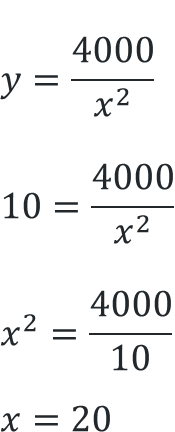 y = 4000/x²
10 = 4000/x²
x² = 4000/10
x = 20